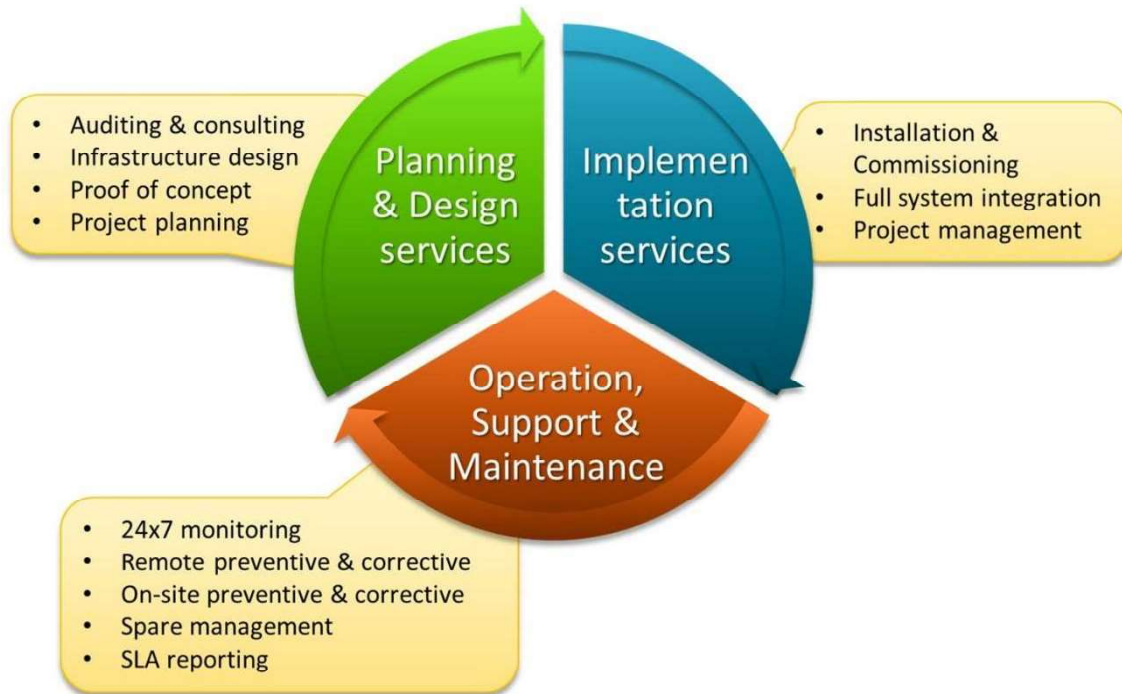 • Auditing & consulting
• Infrastructure design
• Proof of concept
• Project planning
Planning
& Design
services
Implemen
tation
services
• Installation &
Commissioning
• Full system integration
• Project management
Operation,
Support &
Maintenance
• 24x7 monitoring
• Remote preventive & corrective
• On-site preventive & corrective
• Spare management
• SLA reporting